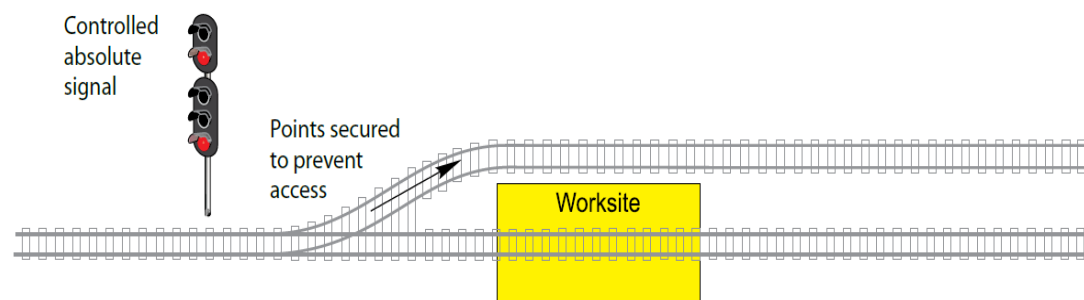 Controlled
absolute
signal
Points secured
to prevent
access
Worksite